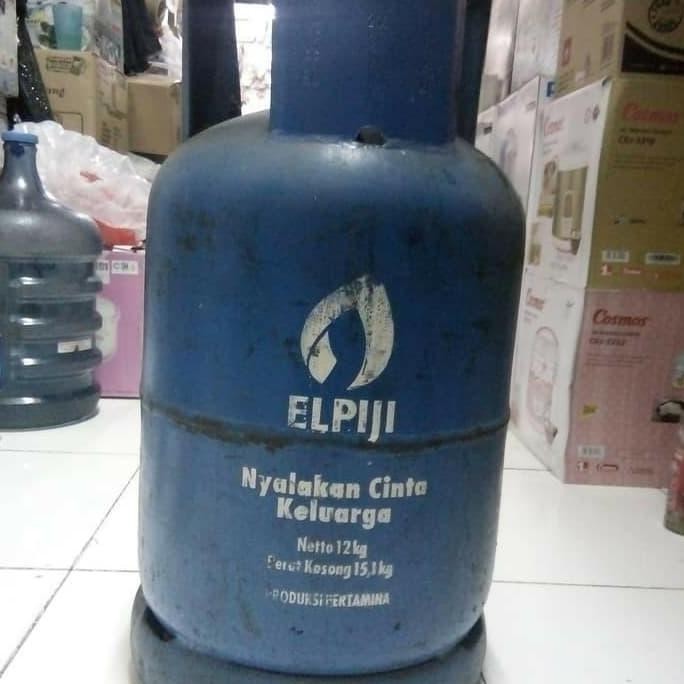 ELPIJI
Nyalakan Cinta
Keluarga
Netto 12kg
Berat Kosong 15,1kg
PRODUKSI PERTAMINA
Cosmos
Cosmos